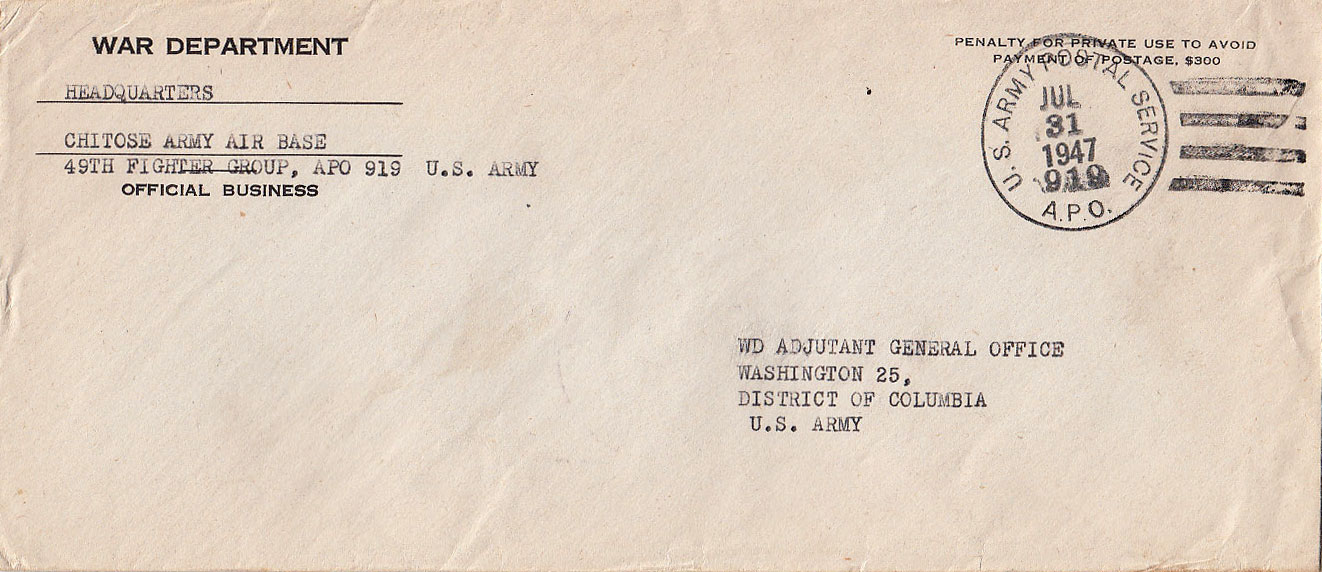 WAR DEPARTMENT
HEADQUARTERS
CHITOSE ARMY AIR BASE
49TH FIGHTER GROUP, APO 919 U.S. ARMY
OFFICIAL BUSINESS
PENALTY FOR PRIVATE USE TO AVOID
PAYMENT OF POSTAGE, $300
U. S. ARMY POSTAL SERVICE
JUL
31
1947
919
A.P.O.
WD ADJUTANT GENERAL OFFICE
WASHINGTON 25,
DISTRICT OF COLUMBIA
U.S. ARMY